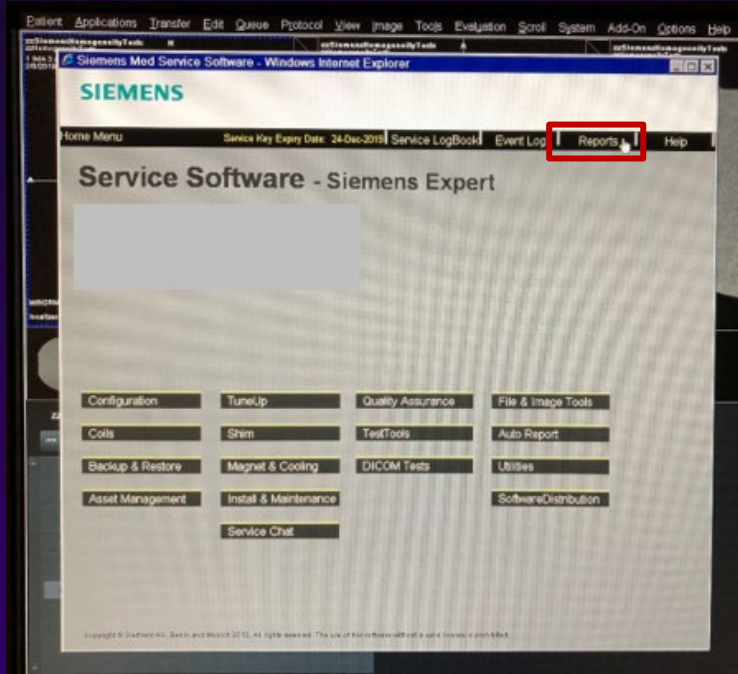 Patient Applications Transfer Edit Queue Protocol View Image Tools Evaluation Scroll System Add-On Options Help
Siemens Med Service Software - Windows Internet Explorer
SIEMENS
Home Menu Service Key Expiry Date: 24-Dec-2019 Service LogBook Event Log Reports Help
Service Software - Siemens Expert
Configuration TuneUp Quality Assurance File & Image Tools
Coils Shim TestTools Auto Report
Backup & Restore Magnet & Cooling DICOM Tests Utilities
Asset Management Install & Maintenance SoftwareDistribution
Service Chat